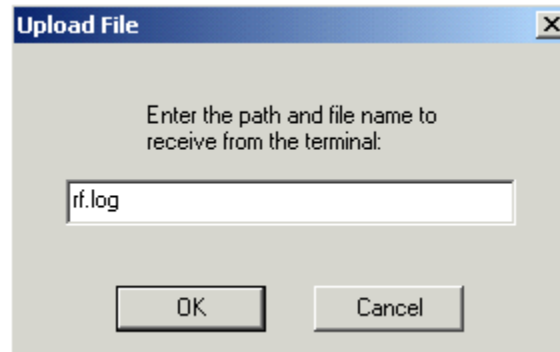 Upload File
Enter the path and file name to
receive from the terminal:
rf.log
OK
Cancel